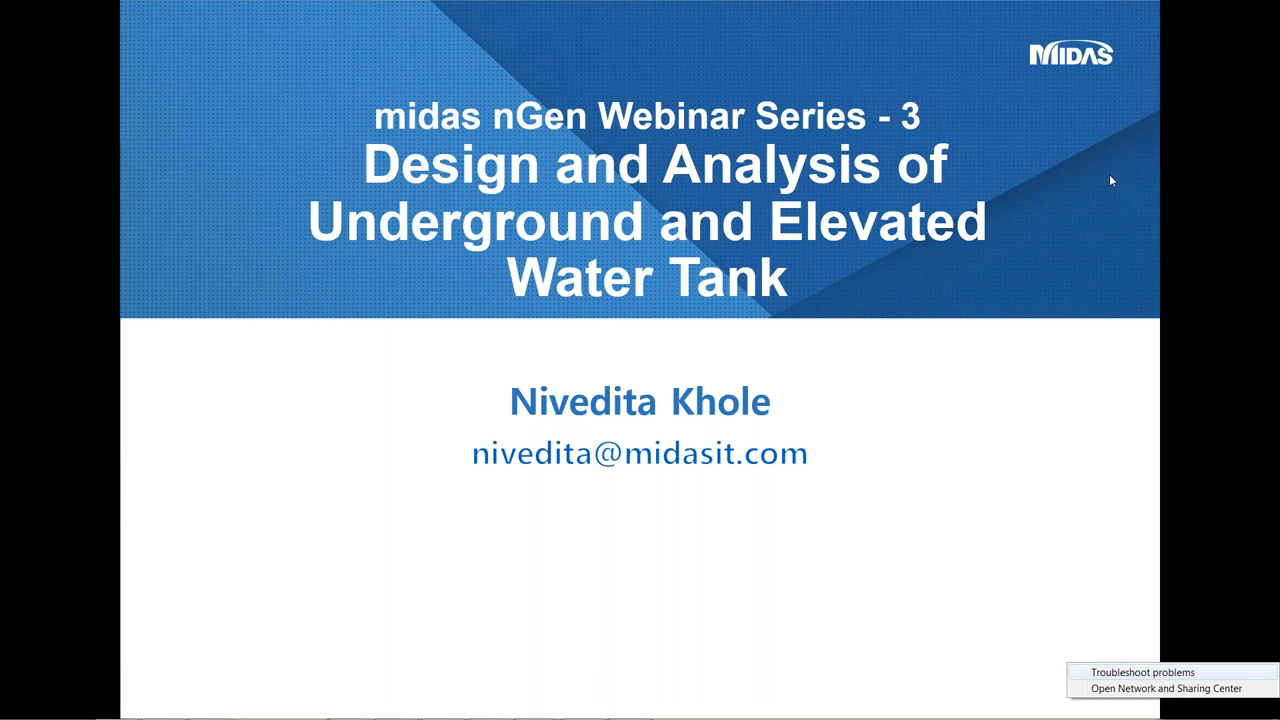 MIDAS
midas nGen Webinar Series - 3
Design and Analysis of
Underground and Elevated
Water Tank
Nivedita Khole
nivedita@midasit.com
Troubleshoot problems
Open Network and Sharing Center